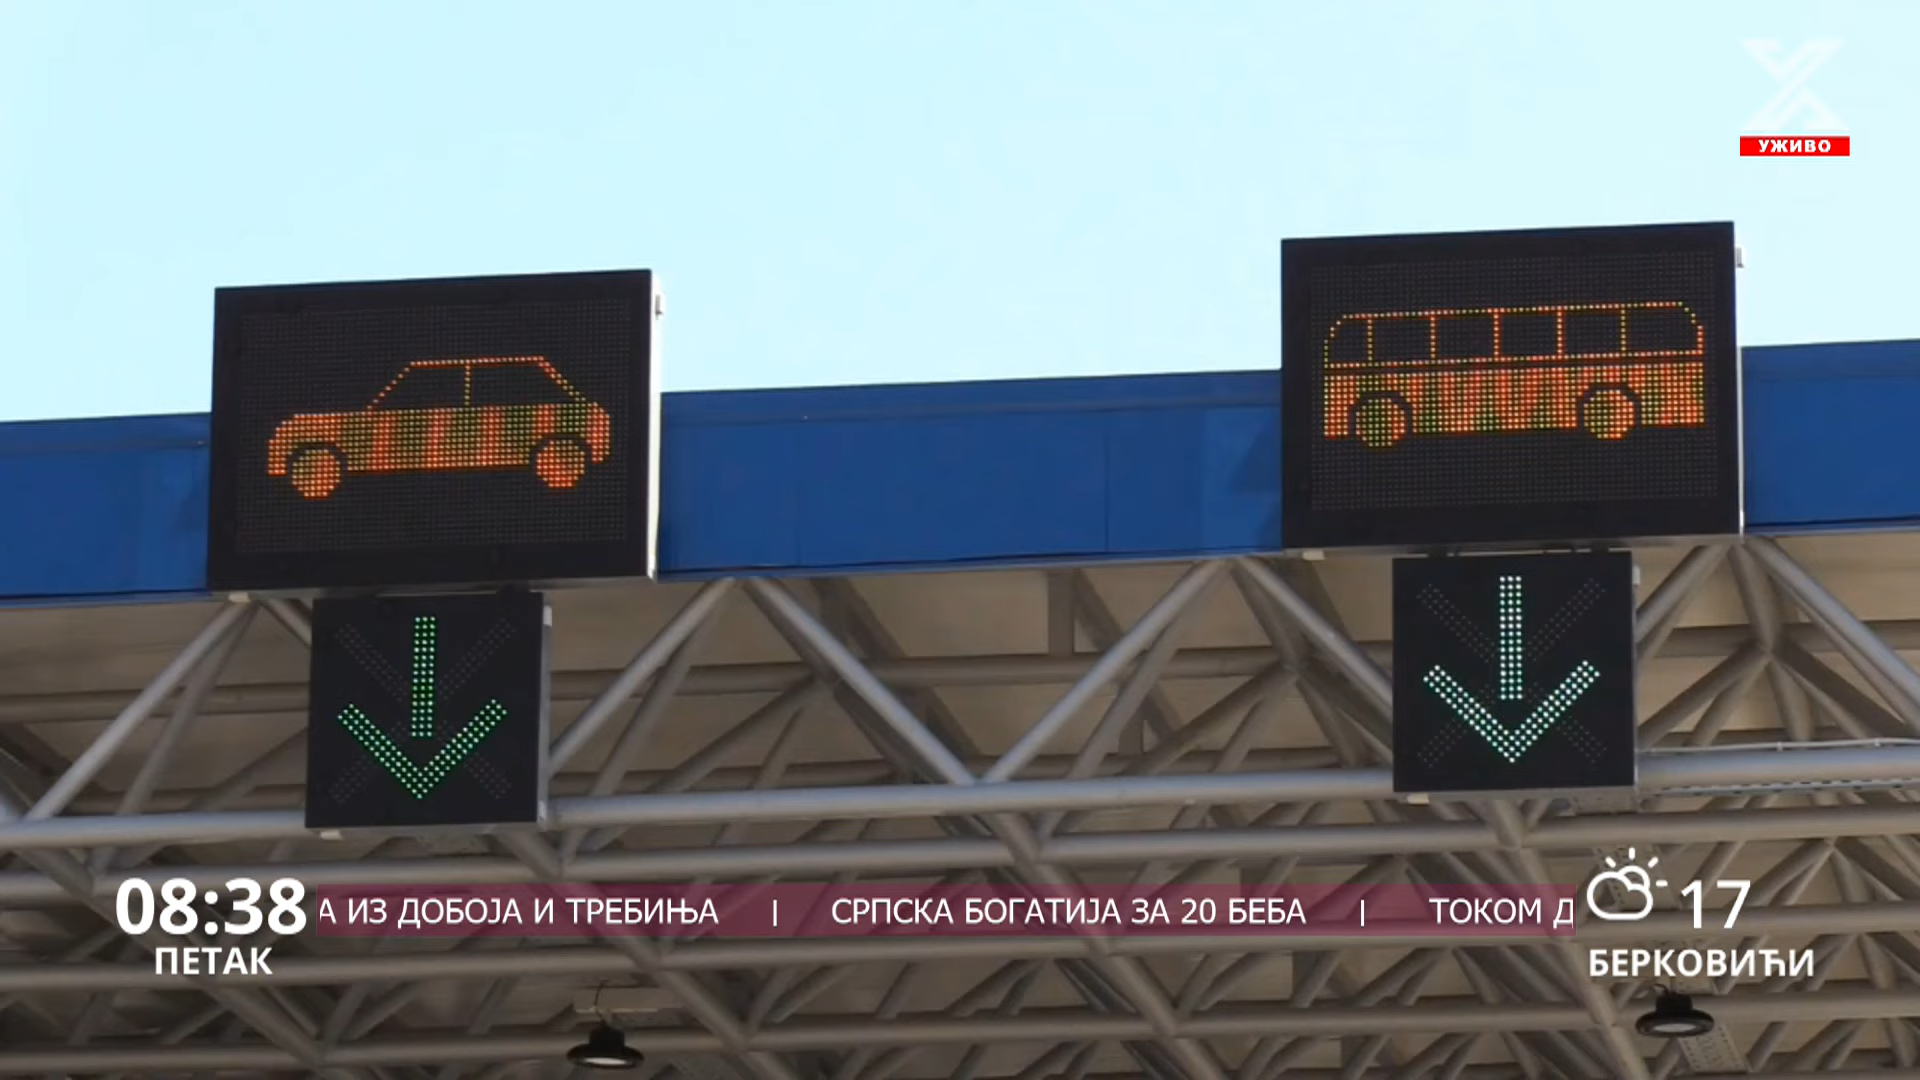 УЖИВО
08:38
ПЕТАК
А ИЗ ДОБОЈА И ТРЕБИЊА | СРПСКА БОГАТИЈА ЗА 20 БЕБА | ТОКОМ Д
17
БЕРКОВИЋИ